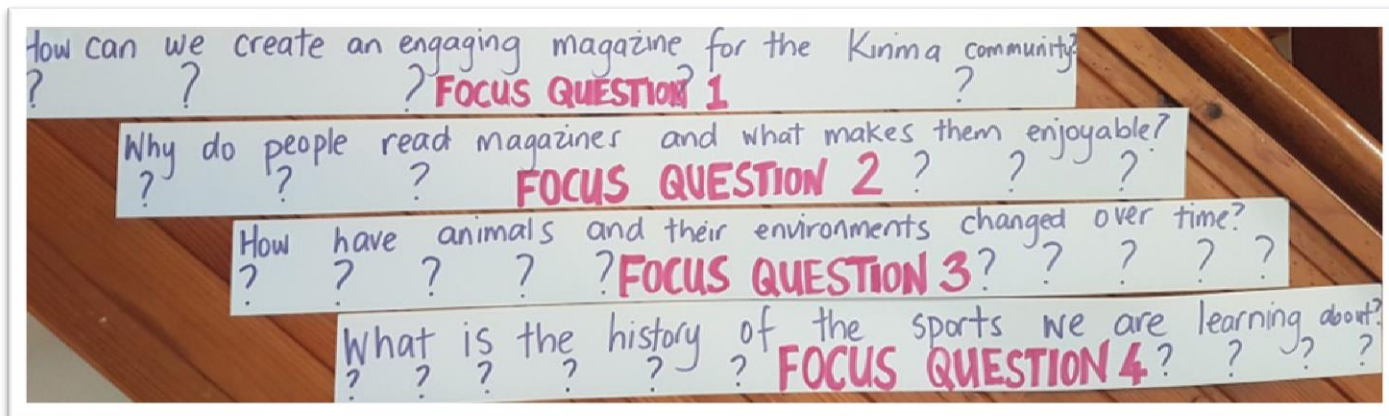 How can we create an engaging magazine for the Kinma community?
? ? ? FOCUS QUESTION? 1 ?
Why do people read magazines and what makes them enjoyable?
? ? ? FOCUS QUESTION 2 ? ? ?
How have animals and their environments changed over time?
? ? ? ? ? FOCUS QUESTION 3? ? ? ? ?
What is the history of the sports we are learning about?
? ? ? ? ? ? FOCUS QUESTION 4? ? ? ?